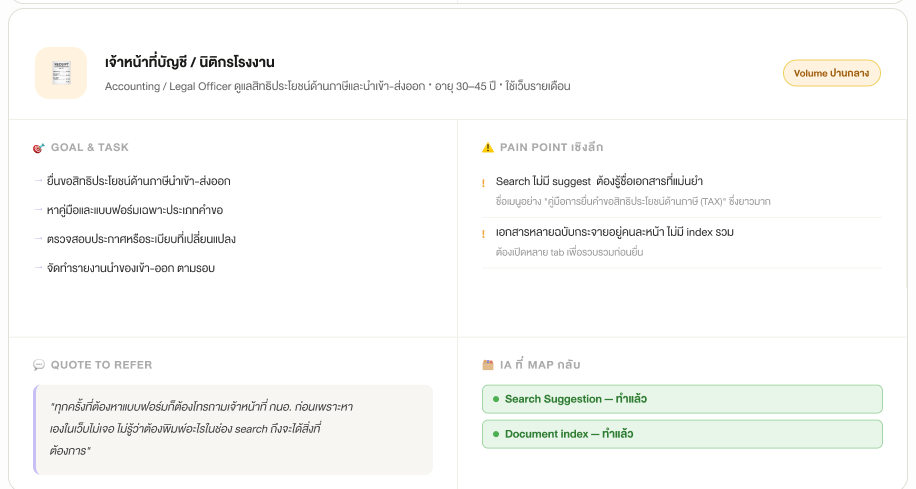 เจ้าหน้าที่บัญชี / นิติกรโรงงาน
Accounting / Legal Officer ดูแลสิทธิประโยชน์ด้านภาษีและนำเข้า-ส่งออก • อายุ 30–45 ปี • ใช้เว็บรายเดือน
Volume ปานกลาง
GOAL & TASK
→ ยื่นขอสิทธิประโยชน์ด้านภาษีนำเข้า-ส่งออก
→ หาคู่มือและแบบฟอร์มเฉพาะประเภทคำขอ
→ ตรวจสอบประกาศหรือระเบียบที่เปลี่ยนแปลง
→ จัดทำรายงานนำของเข้า-ออก ตามรอบ
PAIN POINT เชิงลึก
! Search ไม่มี suggest ต้องรู้ชื่อเอกสารที่แม่นยำ
ชื่อเมนูอย่าง "คู่มือการยื่นคำขอสิทธิประโยชน์ด้านภาษี (TAX)" ซึ่งยาวมาก
! เอกสารหลายฉบับกระจายอยู่คนละหน้า ไม่มี index รวม
ต้องเปิดหลาย tab เพื่อรวบรวมก่อนยื่น
QUOTE TO REFER
"ทุกครั้งที่ต้องหาแบบฟอร์มก็ต้องโทรถามเจ้าหน้าที่ กนอ. ก่อนเพราะหา
เองในเว็บไม่เจอ ไม่รู้ว่าต้องพิมพ์อะไรในช่อง search ถึงจะได้สิ่งที่
ต้องการ"
IA ที่ MAP กลับ
Search Suggestion — ทำแล้ว
Document index — ทำแล้ว